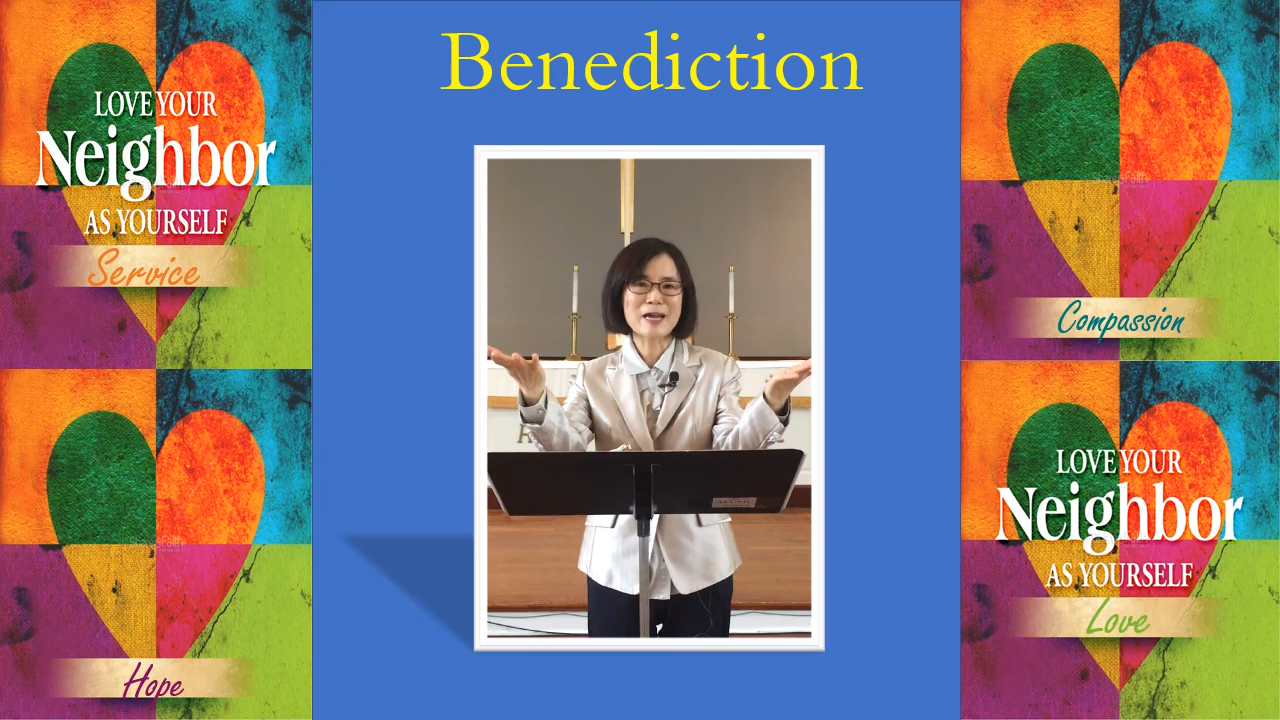 Benediction
LOVE YOUR
Neighbor
AS YOURSELF
Service
Hope
Compassion
LOVE YOUR
Neighbor
AS YOURSELF
Love